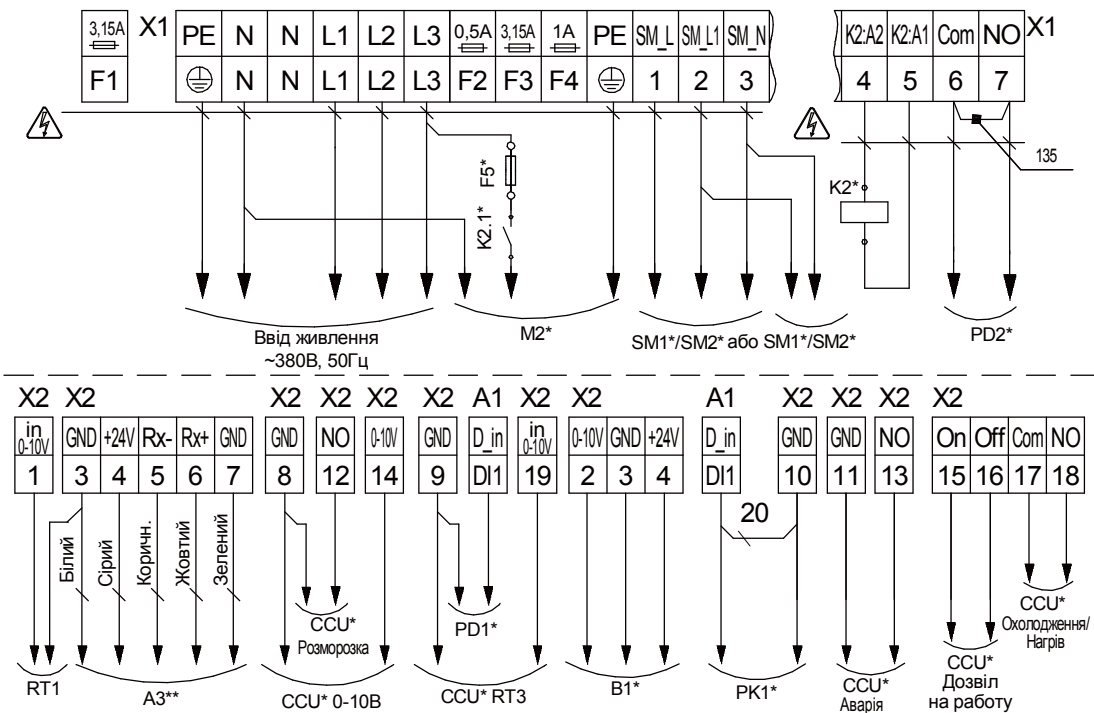 3,15A X1 PE N N L1 L2 L3 0,5A 3,15A 1A PE SM_L SM_L1 SM_N K2:A2 K2:A1 Com NO X1
F1 N N L1 L2 L3 F2 F3 F4 1 2 3 4 5 6 7
135
F5*
K2.1*
K2*
Ввід живлення
~380В, 50Гц
M2*
SM1*/SM2* або SM1*/SM2*
PD2*
X2 X2 X2 X2 X2 X2 A1 X2 X2 A1 X2 X2 X2 X2
in
0-10V GND +24V Rx- Rx+ GND GND NO 0-10V GND D_in in
0-10V 0-10V GND +24V D_in GND GND NO On Off Com NO
1 3 4 5 6 7 8 12 14 9 DI1 19 2 3 4 DI1 10 11 13 15 16 17 18
20
Білий
Сірий
Коричн.
Жовтий
Зелений
CCU*
Розморозка
PD1*
CCU*
Охолодження/
Нагрів
RT1
A3**
CCU* 0-10В
CCU* RT3
B1*
PK1*
CCU*
Аварія
CCU*
Дозвіл
на работу